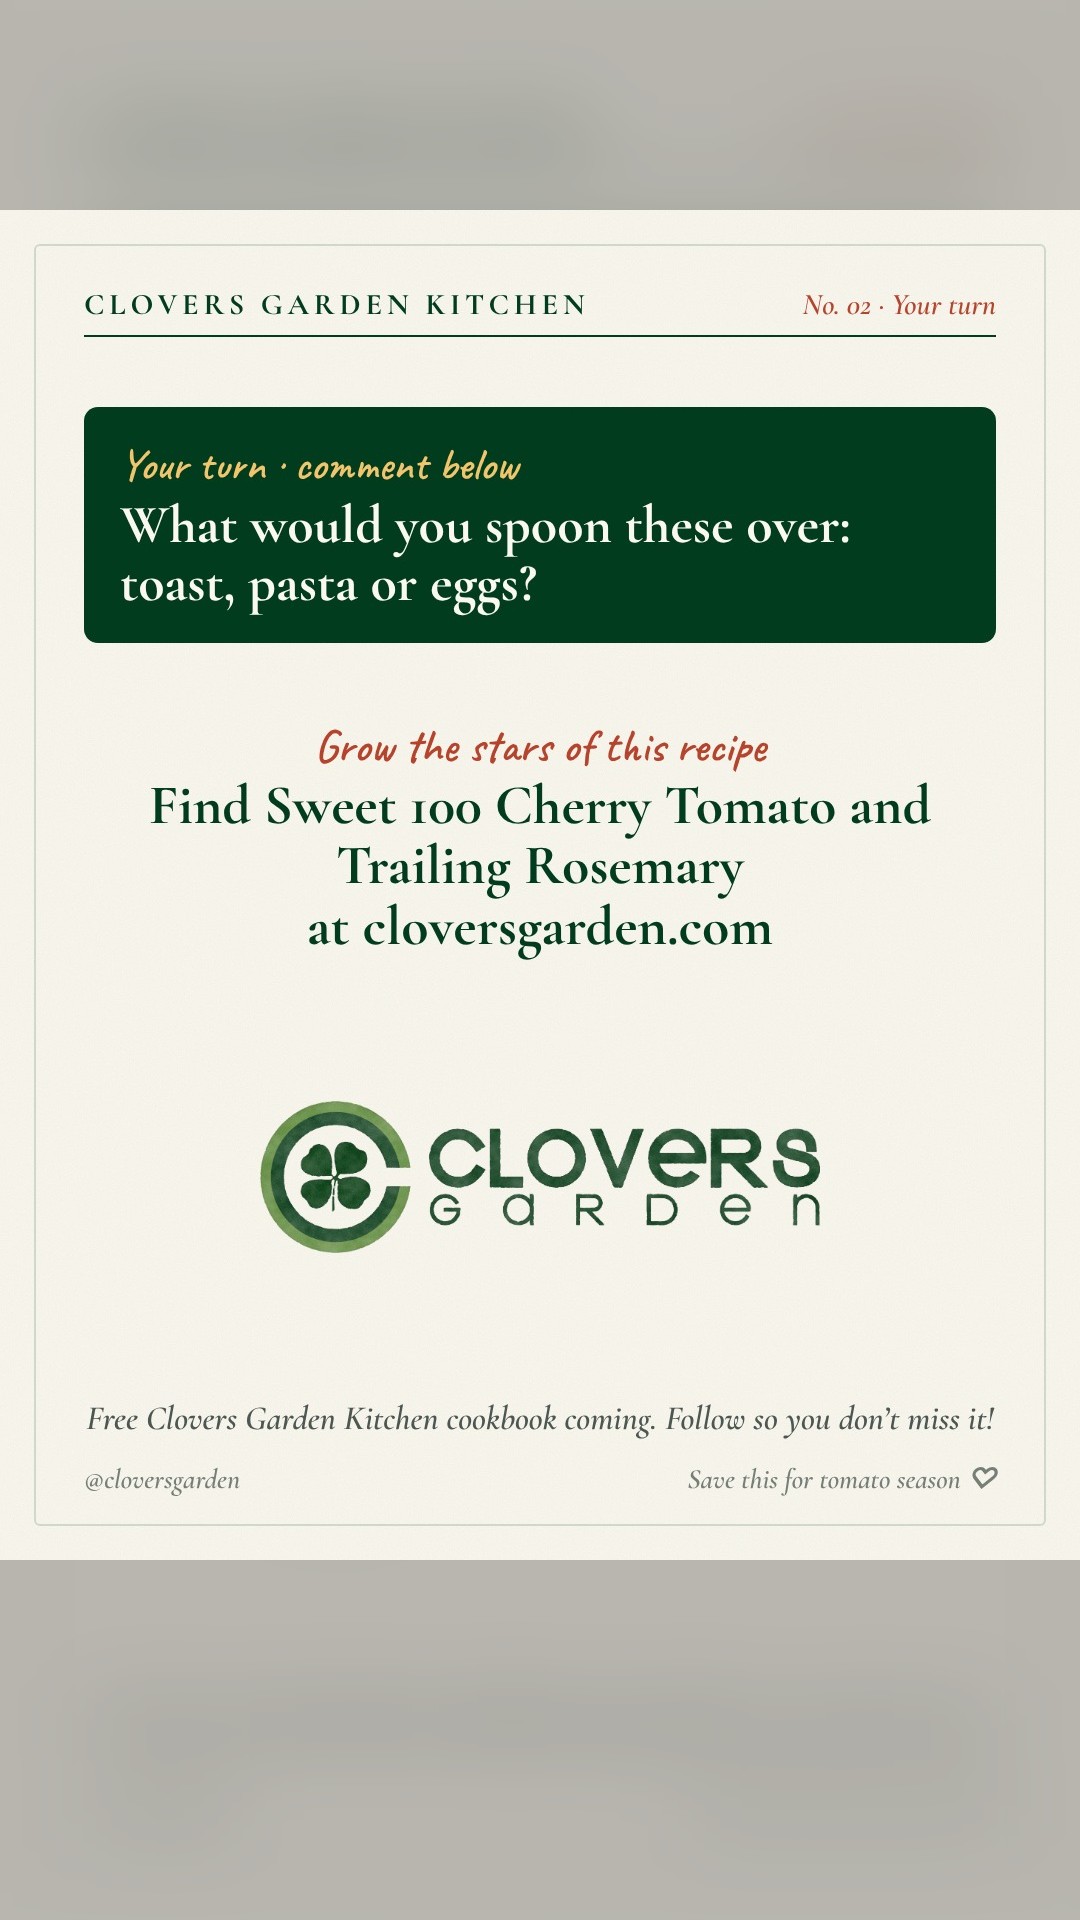 CLOVERS GARDEN KITCHEN
No. 02 · Your turn
Your turn · comment below
What would you spoon these over:
toast, pasta or eggs?
Grow the stars of this recipe
Find Sweet 100 Cherry Tomato and
Trailing Rosemary
at cloversgarden.com
CLOVERS
GARDEN
Free Clovers Garden Kitchen cookbook coming. Follow so you don’t miss it!
@cloversgarden
Save this for tomato season